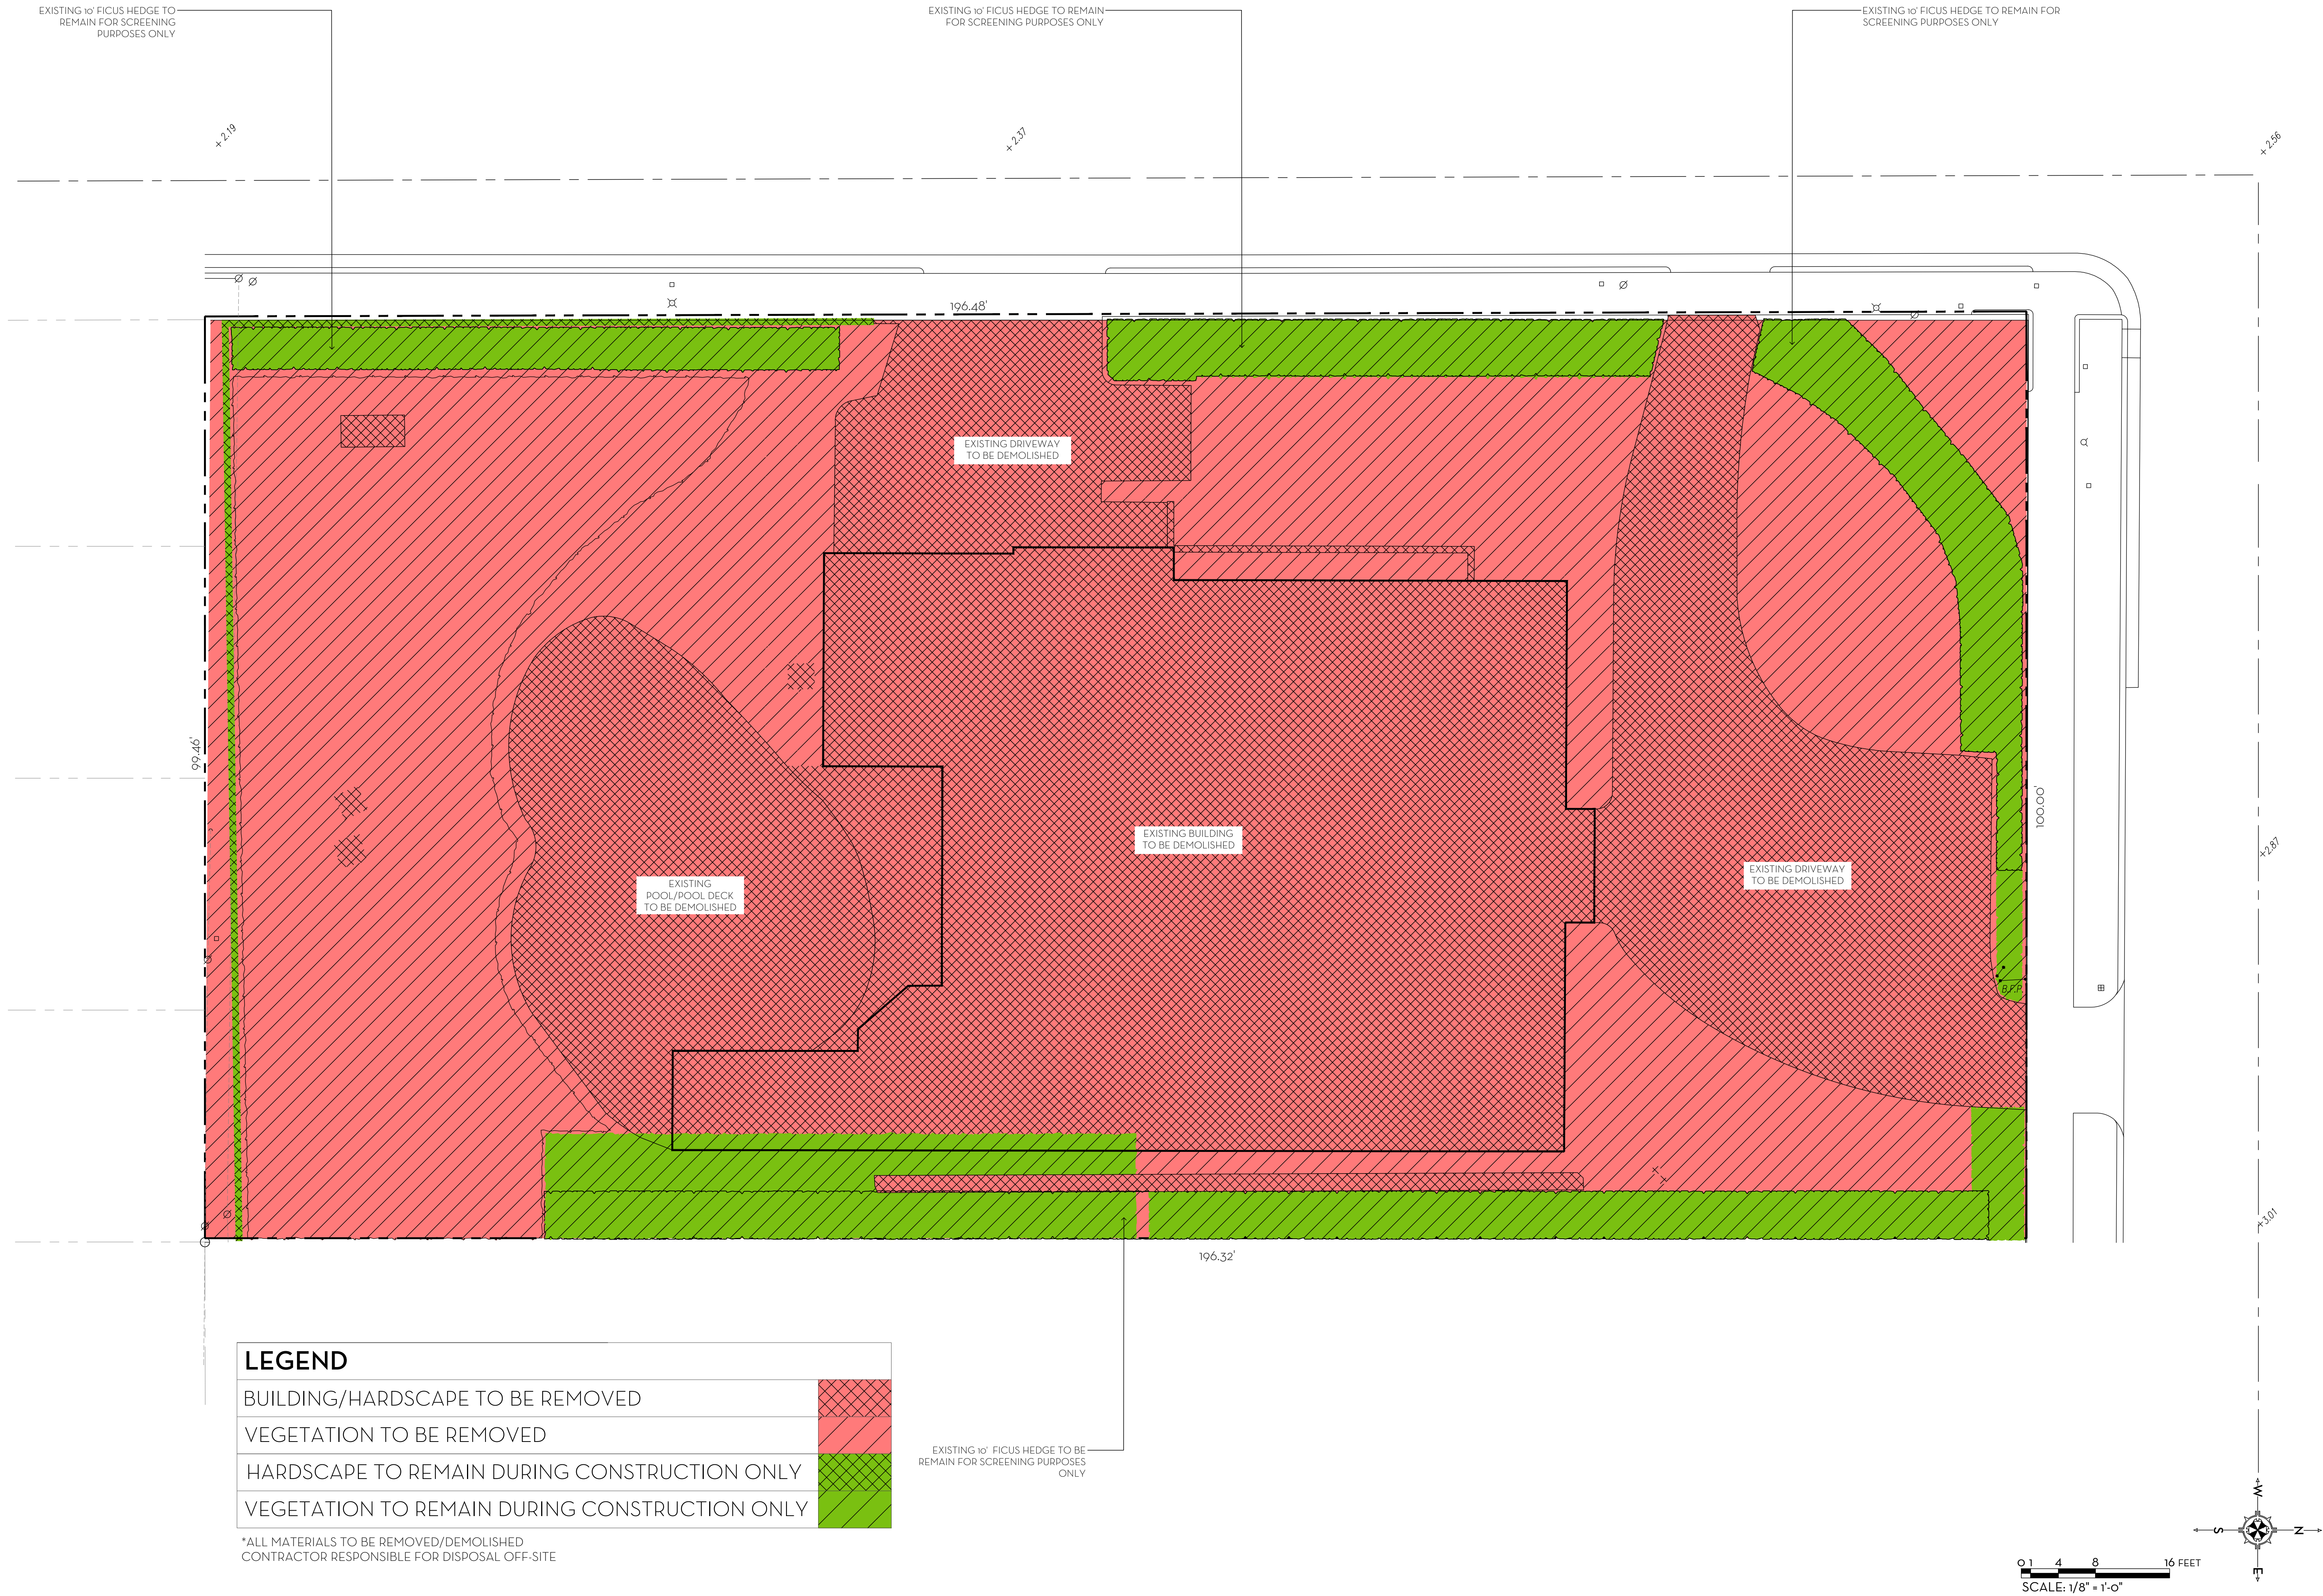 EXISTING 10' FICUS HEDGE TO
REMAIN FOR SCREENING
PURPOSES ONLY
EXISTING 10' FICUS HEDGE TO REMAIN
FOR SCREENING PURPOSES ONLY
EXISTING 10' FICUS HEDGE TO REMAIN FOR
SCREENING PURPOSES ONLY
+ 2.19
+ 2.37
+ 2.56
196.48'
EXISTING DRIVEWAY
TO BE DEMOLISHED
99.46'
100.00'
EXISTING BUILDING
TO BE DEMOLISHED
+2.87
EXISTING
POOL/POOL DECK
TO BE DEMOLISHED
EXISTING DRIVEWAY
TO BE DEMOLISHED
B.F.P.
+3.01
196.32'
LEGEND
BUILDING/HARDSCAPE TO BE REMOVED
VEGETATION TO BE REMOVED
HARDSCAPE TO REMAIN DURING CONSTRUCTION ONLY
VEGETATION TO REMAIN DURING CONSTRUCTION ONLY
*ALL MATERIALS TO BE REMOVED/DEMOLISHED
CONTRACTOR RESPONSIBLE FOR DISPOSAL OFF-SITE
EXISTING 10' FICUS HEDGE TO BE
REMAIN FOR SCREENING PURPOSES
ONLY
W
S
N
E
0 1 4 8 16 FEET
SCALE: 1/8" = 1'-0"